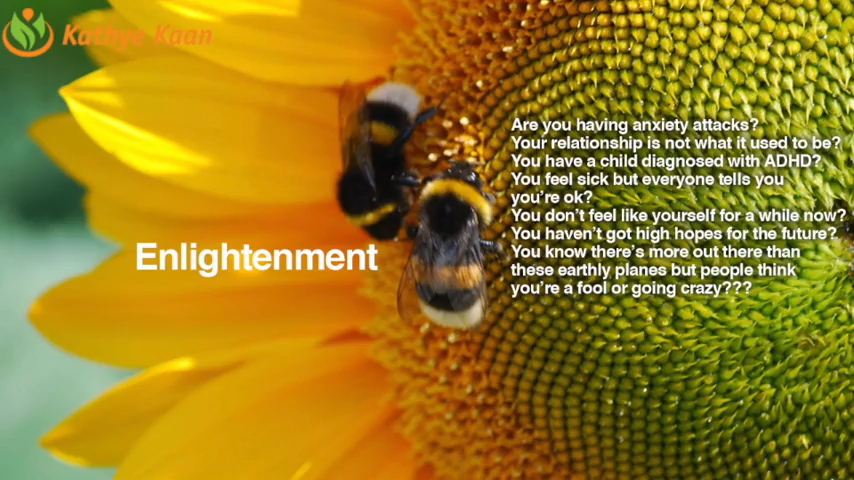 Kathye Kaan
Enlightenment
Are you having anxiety attacks?
Your relationship is not what it used to be?
You have a child diagnosed with ADHD?
You feel sick but everyone tells you
you're ok?
You don't feel like yourself for a while now?
You haven't got high hopes for the future?
You know there's more out there than
these earthly planes but people think
you're a fool or going crazy???